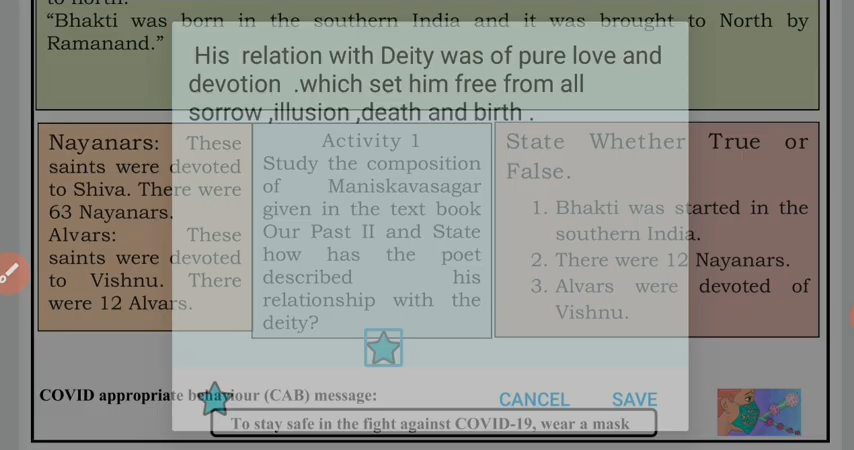 to north.
“Bhakti was born in the southern India and it was brought to North by
Ramanand.”
His relation with Deity was of pure love and
devotion .which set him free from all
sorrow ,illusion ,death and birth .
Nayanars: These
saints were devoted
to Shiva. There were
63 Nayanars.
Alvars: These
saints were devoted
to Vishnu. There
were 12 Alvars.
Activity 1
Study the composition
of Maniskavasagar
given in the text book
Our Past II and State
how has the poet
described his
relationship with the
deity?
State Whether True or
False.
1. Bhakti was started in the
southern India.
2. There were 12 Nayanars.
3. Alvars were devoted of
Vishnu.
COVID appropriate behaviour (CAB) message:
CANCEL SAVE
To stay safe in the fight against COVID-19, wear a mask